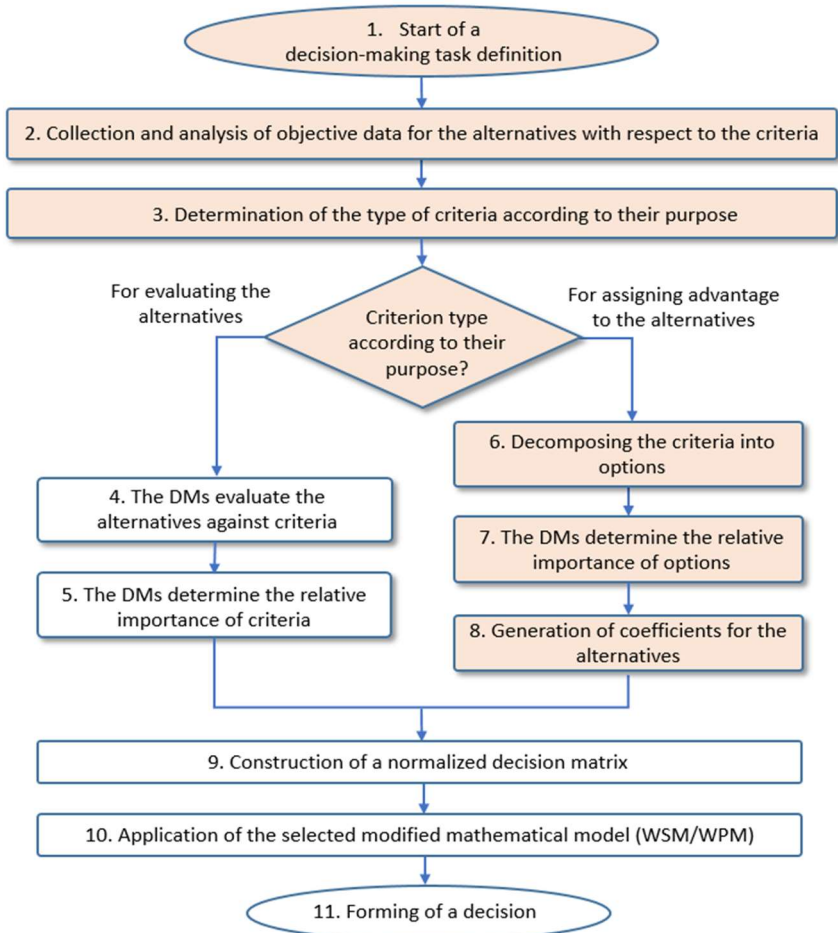 1. Start of a
decision-making task definition
2. Collection and analysis of objective data for the alternatives with respect to the criteria
3. Determination of the type of criteria according to their purpose
For evaluating the
alternatives
Criterion type
according to their
purpose?
For assigning advantage
to the alternatives
4. The DMs evaluate the
alternatives against criteria
5. The DMs determine the relative
importance of criteria
6. Decomposing the criteria into
options
7. The DMs determine the relative
importance of options
8. Generation of coefficients for the
alternatives
9. Construction of a normalized decision matrix
10. Application of the selected modified mathematical model (WSM/WPM)
11. Forming of a decision